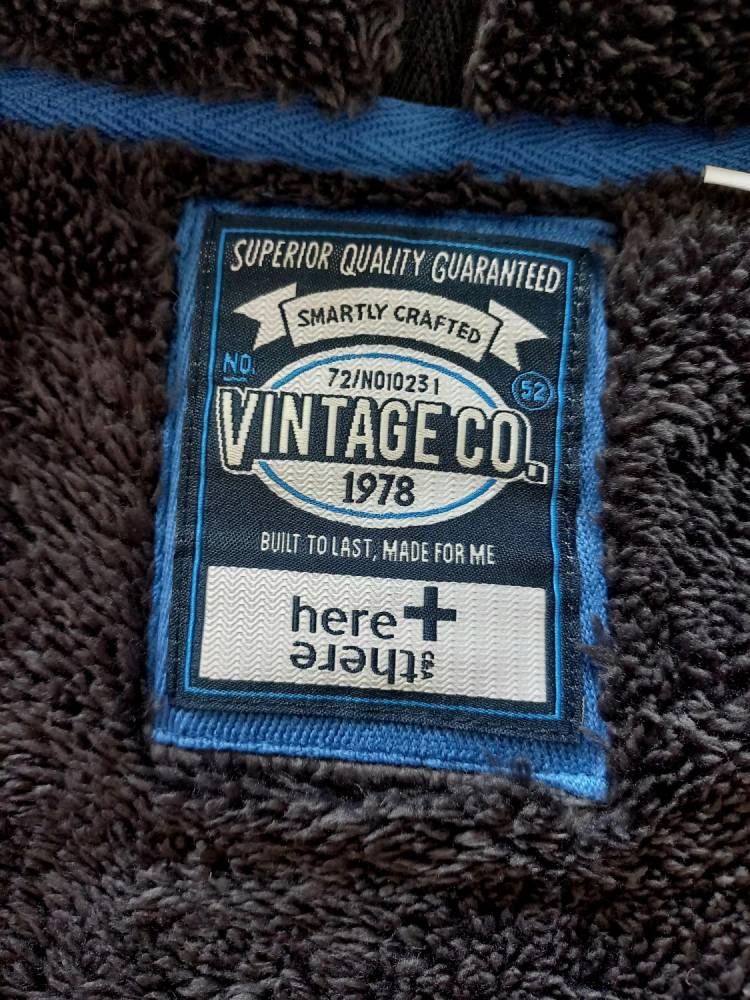 SUPERIOR QUALITY GUARANTEED
SMARTLY CRAFTED
NO.
72/N010231
52
VINTAGE CO.
1978
BUILT TO LAST, MADE FOR ME
here+
there
C&A